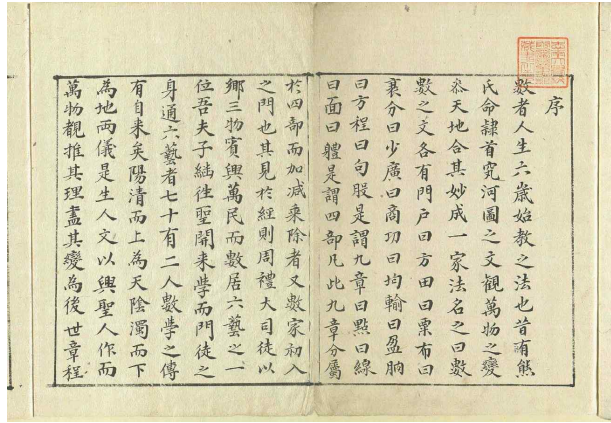 序
數者人生六歲始教之法也昔有熊
氏命隸首究河圖之文觀萬物之變
叅天地合其妙成一家法名之曰數
數之文各有門户曰方田曰粟布曰
衰分曰少廣曰商功曰均輸曰盈朒
曰方程曰句股是謂九章曰點曰線
曰面曰體是謂四部凡此九章分屬
於四部而加減乘除者又數家初入
之門也其見於經則周禮大司徒以
鄉三物賓興萬民而數居六藝之一
位吾夫子繼徃聖開来學而門徒之
身通六藝者七十有二人數學之傳
有自来矣陽清而上為天陰濁而下
為地兩儀是生人文以興聖人作而
萬物覩推其理盡其變為後世章程